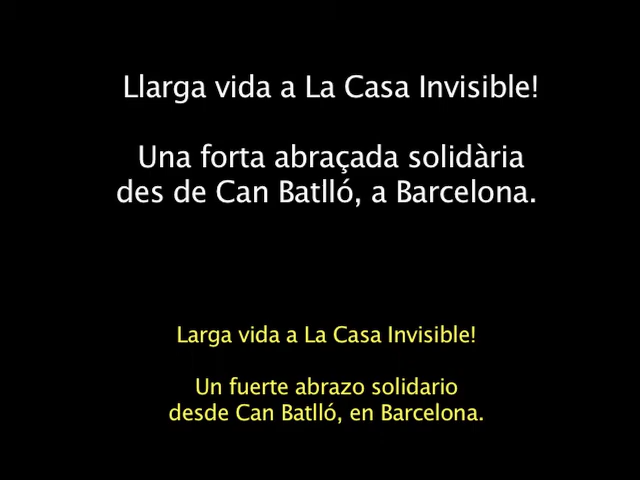 Llarga vida a La Casa Invisible!
Una forta abraçada solidària
des de Can Batlló, a Barcelona.
Larga vida a La Casa Invisible!
Un fuerte abrazo solidario
desde Can Batlló, en Barcelona.